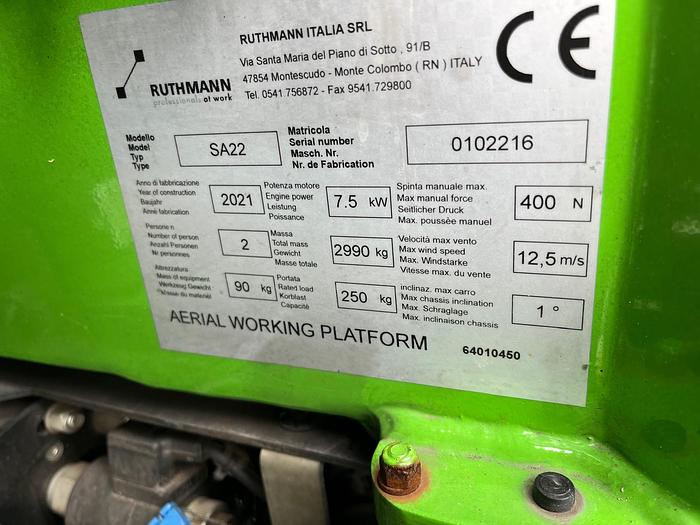 RUTHMANN ITALIA SRL
Via Santa Maria del Piano di Sotto , 91/B
47854 Montescudo - Monte Colombo ( RN ) ITALY
Tel. 0541.756872 - Fax 9541.729800
CE
RUTHMANN
professionals at work
Modello
Model
Typ
Type
SA22
Matricola
Serial number
Masch. Nr.
Nr. de Fabrication
0102216
Anno di fabbricazione
Year of construction
Baujahr
Anné fabrication
2021
Potenza motore
Engine power
Leistung
Poissance
7.5 kW
Spinta manuale max.
Max manual force
Seitlicher Druck
Max. poussèe manuel
400 N
Persone n
Number of person
Anzahl Personen
Nr personnes
2
Massa
Total mass
Gewicht
Masse totale
2990 kg
Velocità max vento
Max wind speed
Max. Windstarke
Vitesse max. du vente
12,5 m/s
Attrezzatura
Mass of equipment
Werkzeug Gewicht
Masse du materiél
90 kg
Portata
Rated load
Korblast
Capacité
250 kg
inclinaz. max carro
Max chassis inclination
Max. Schraglage
Max. inclinaison chassis
1 °
AERIAL WORKING PLATFORM
64010450